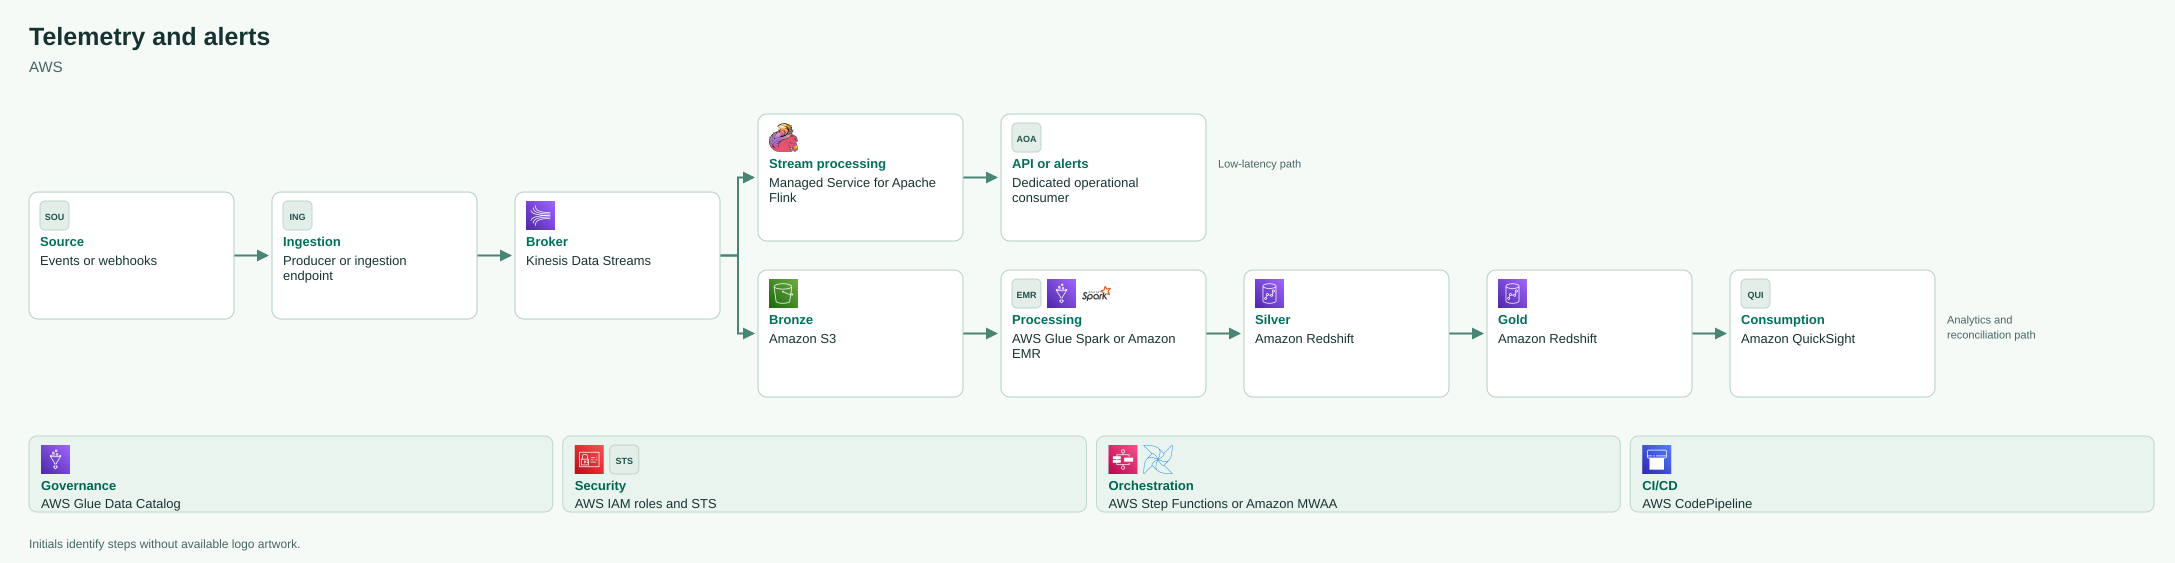 Telemetry and alerts
AWS
SOU
Source
Events or webhooks
ING
Ingestion
Producer or ingestion
endpoint
Broker
Kinesis Data Streams
Stream processing
Managed Service for Apache
Flink
AOA
API or alerts
Dedicated operational
consumer
Low-latency path
Bronze
Amazon S3
EMR
Spark
Processing
AWS Glue Spark or Amazon
EMR
Silver
Amazon Redshift
Gold
Amazon Redshift
QUI
Consumption
Amazon QuickSight
Analytics and
reconciliation path
Governance
AWS Glue Data Catalog
STS
Security
AWS IAM roles and STS
Orchestration
AWS Step Functions or Amazon MWAA
CI/CD
AWS CodePipeline
Initials identify steps without available logo artwork.